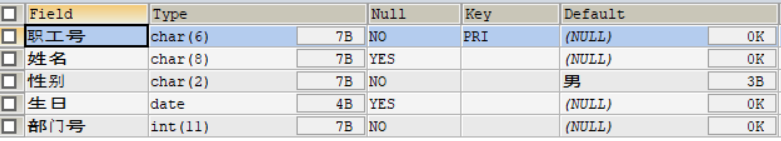 Field Type Null Key Default
职工号 char(6) 7B NO PRI (NULL) 0K
姓名 char(8) 7B YES (NULL) 0K
性别 char(2) 7B NO 男 3B
生日 date 4B YES (NULL) 0K
部门号 int(11) 7B NO (NULL) 0K